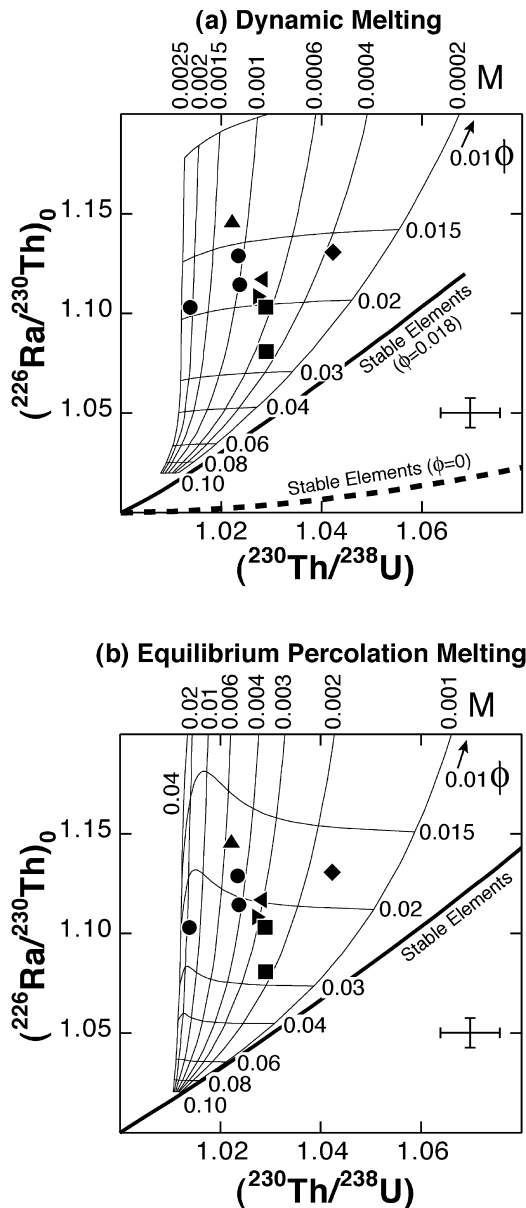 (a) Dynamic Melting
0.0025
0.002
0.0015
0.001
0.0006
0.0004
0.0002
M
0.01 ϕ
1.15
0.015
1.10
0.02
Stable Elements
(ϕ=0.018)
0.03
1.05
0.04
0.06
0.08
0.10
Stable Elements (ϕ=0)
(²²⁶Ra/²³⁰Th)₀
1.02
1.04
1.06
(²³⁰Th/²³⁸U)
(b) Equilibrium Percolation Melting
0.02
0.01
0.006
0.004
0.003
0.002
0.001
M
0.04
0.01 ϕ
1.15
0.015
1.10
0.02
Stable Elements
0.03
1.05
0.04
0.06
0.08
0.10
(²²⁶Ra/²³⁰Th)₀
1.02
1.04
1.06
(²³⁰Th/²³⁸U)